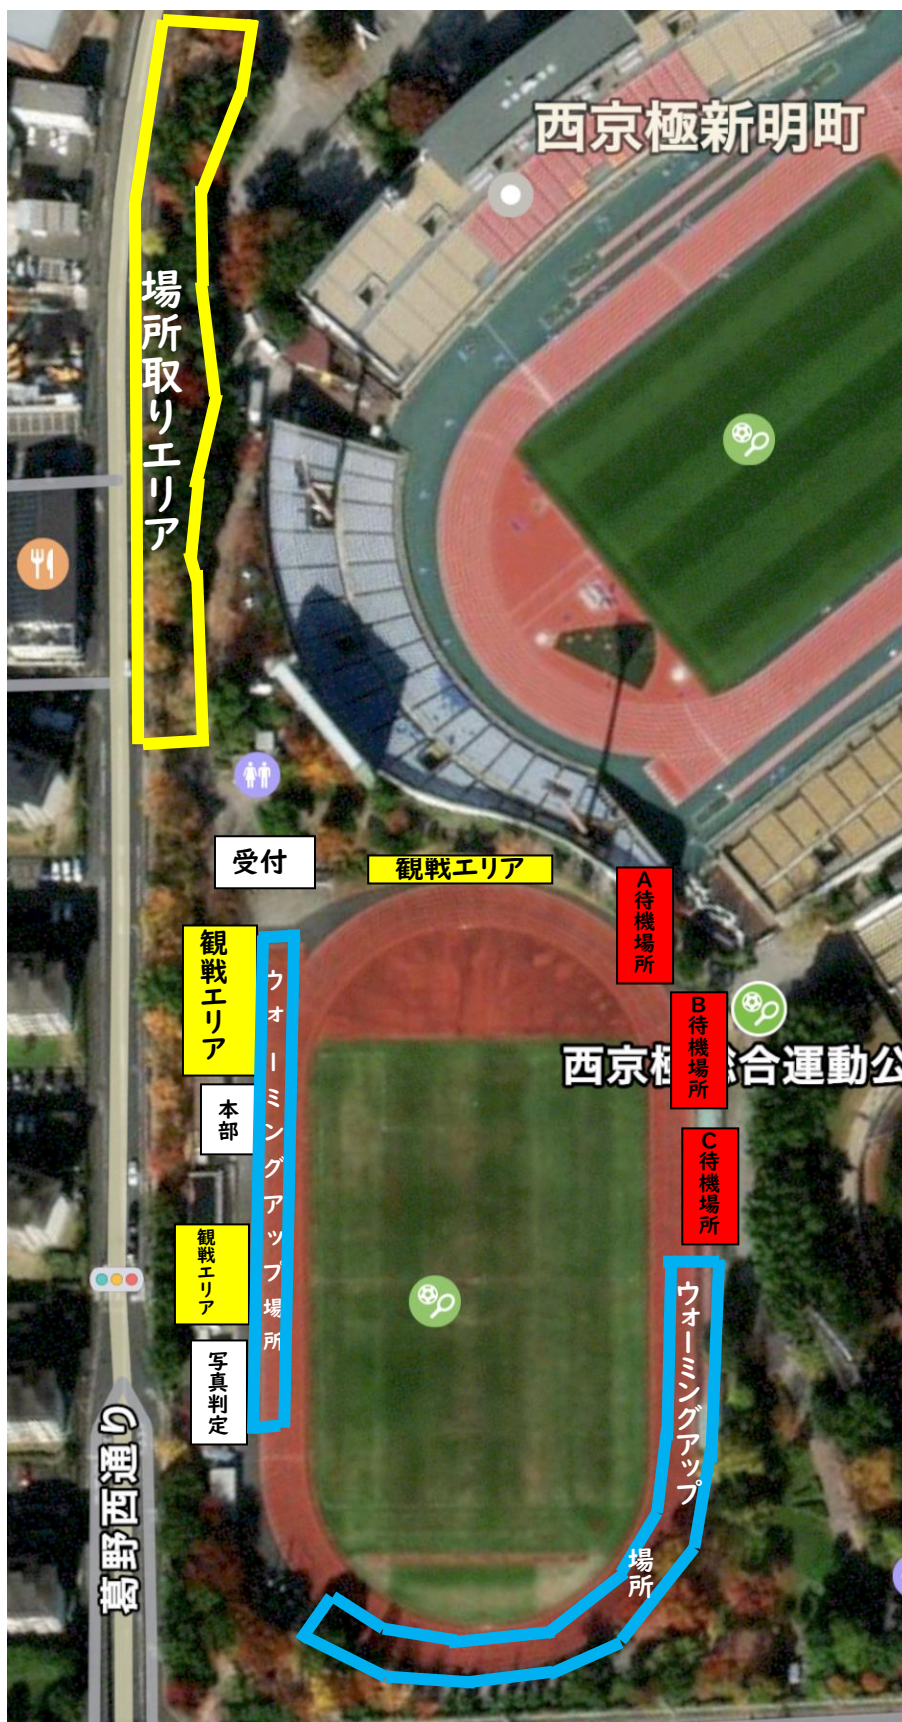 西京極新明町
場所取りエリア
受付
観戦エリア
A待機場所
観戦エリア
ウォーミングアップ場所
B待機場所
西京極総合運動公
本部
C待機場所
観戦エリア
ウォーミングアップ場所
写真判定
葛野西通り